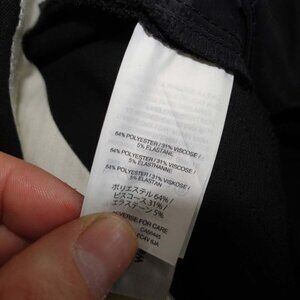 64% POLYESTER / 31% VISCOSE /
5% ELASTANE
64% POLYESTER / 31% VISCOSE /
5% ELASTHANNE
64% POLYESTER / 31% VISKOSE /
5% ELASTAN
ポリエステル 64% /
ビスコース 31% /
エラステーン 5%
REVERSE FOR CARE